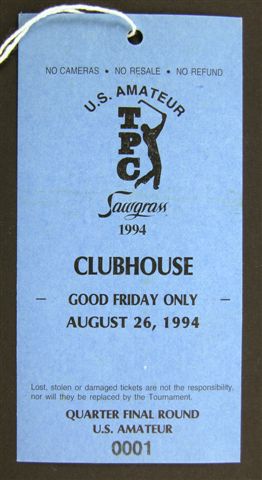 NO CAMERAS • NO RESALE • NO REFUND
U.S. AMATEUR
TPC
Sawgrass
1994
CLUBHOUSE
– GOOD FRIDAY ONLY –
AUGUST 26, 1994
Lost, stolen or damaged tickets are not the responsibility,
nor will they be replaced by the Tournament.
QUARTER FINAL ROUND
U.S. AMATEUR
0001